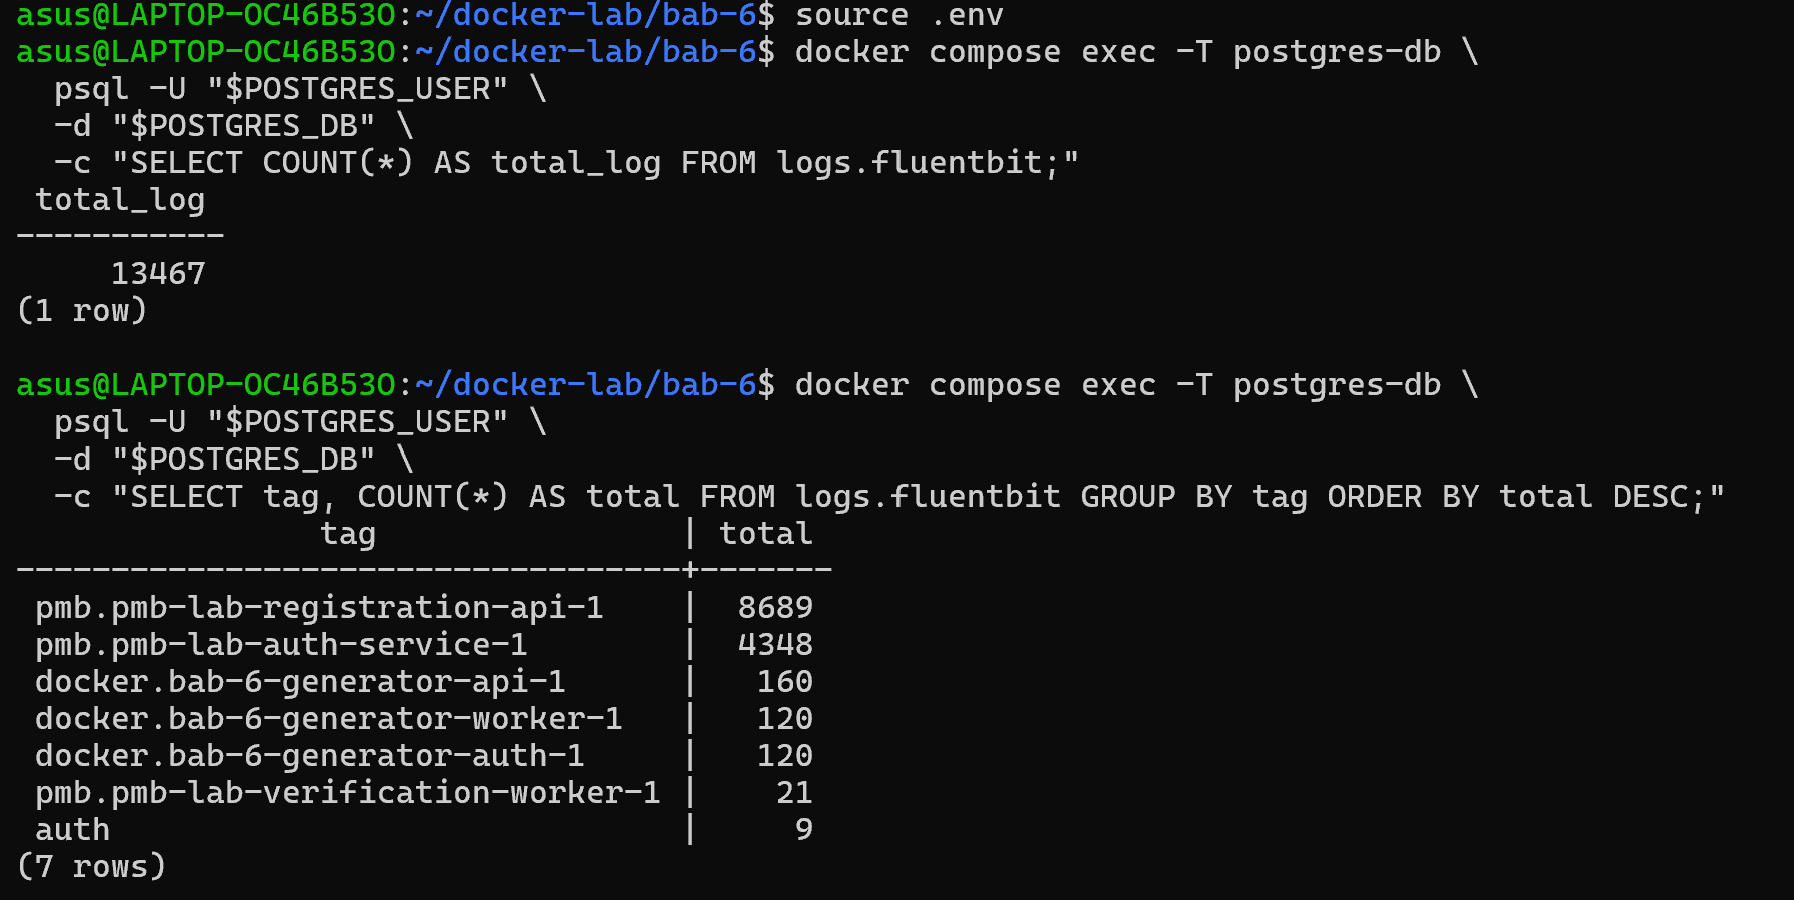 asus@LAPTOP-OC46B53O:~/docker-lab/bab-6$ source .env
asus@LAPTOP-OC46B53O:~/docker-lab/bab-6$ docker compose exec -T postgres-db \
  psql -U "$POSTGRES_USER" \
  -d "$POSTGRES_DB" \
  -c "SELECT COUNT(*) AS total_log FROM logs.fluentbit;"
 total_log
-----------
     13467
(1 row)

asus@LAPTOP-OC46B53O:~/docker-lab/bab-6$ docker compose exec -T postgres-db \
  psql -U "$POSTGRES_USER" \
  -d "$POSTGRES_DB" \
  -c "SELECT tag, COUNT(*) AS total FROM logs.fluentbit GROUP BY tag ORDER BY total DESC;"
                tag                | total
-----------------------------------+-------
 pmb.pmb-lab-registration-api-1    |  8689
 pmb.pmb-lab-auth-service-1        |  4348
 docker.bab-6-generator-api-1      |   160
 docker.bab-6-generator-worker-1   |   120
 docker.bab-6-generator-auth-1     |   120
 pmb.pmb-lab-verification-worker-1 |    21
 auth                              |     9
(7 rows)